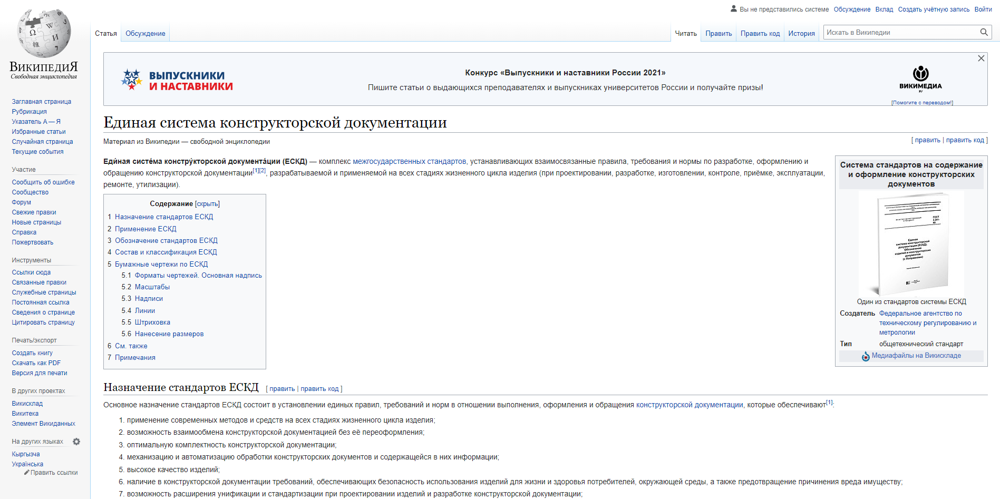 Вы не представились системе Обсуждение Вклад Создать учётную запись Войти
Статья Обсуждение Читать Править Править код История Искать в Википедии
ВикипедиЯ
Свободная энциклопедия
Заглавная страница
Рубрикация
Указатель А — Я
Избранные статьи
Случайная страница
Текущие события
Участие
Сообщить об ошибке
Сообщество
Форум
Свежие правки
Новые страницы
Справка
Пожертвовать
Инструменты
Ссылки сюда
Связанные правки
Служебные страницы
Постоянная ссылка
Сведения о странице
Цитировать страницу
Печать/экспорт
Создать книгу
Скачать как PDF
Версия для печати
В других проектах
Викисклад
Викитека
Элемент Викиданных
На других языках
Кыргызча
Українська
Править ссылки
ВЫПУСКНИКИ
И НАСТАВНИКИ
Конкурс «Выпускники и наставники России 2021»
Пишите статьи о выдающихся преподавателях и выпускниках университетов России и получайте призы!
ВИКИМЕДИА
РУ
[Помогите с переводом!]
Единая система конструкторской документации
Материал из Википедии — свободной энциклопедии
[ править | править код ]
Еди́ная систе́ма констру́кторской документа́ции (ЕСКД) — комплекс межгосударственных стандартов, устанавливающих взаимосвязанные правила, требования и нормы по разработке, оформлению и
обращению конструкторской документации[1][2], разрабатываемой и применяемой на всех стадиях жизненного цикла изделия (при проектировании, разработке, изготовлении, контроле, приёмке, эксплуатации,
ремонте, утилизации).
Система стандартов на содержание
и оформление конструкторских
документов
МЕЖГОСУДАРСТВЕННЫЙ
СТАНДАРТ
ГОСТ
2.201-
80
Единая
система конструкторской
документации (ЕСКД).
Обозначение
изделий и конструкторских
документов
(с Поправками)
Один из стандартов системы ЕСКД
Создатель Федеральное агентство по
техническому регулированию и
метрологии
Тип общетехнический стандарт
Медиафайлы на Викискладе
Содержание [скрыть]
1 Назначение стандартов ЕСКД
2 Применение ЕСКД
3 Обозначение стандартов ЕСКД
4 Состав и классификация ЕСКД
5 Бумажные чертежи по ЕСКД
5.1 Форматы чертежей. Основная надпись
5.2 Масштабы
5.3 Надписи
5.4 Линии
5.5 Штриховка
5.6 Нанесение размеров
6 См. также
7 Примечания
Назначение стандартов ЕСКД [ править | править код ]
Основное назначение стандартов ЕСКД состоит в установлении единых правил, требований и норм в отношении выполнения, оформления и обращения конструкторской документации, которые обеспечивают[1]:
1. применение современных методов и средств на всех стадиях жизненного цикла изделия;
2. возможность взаимообмена конструкторской документацией без её переоформления;
3. оптимальную комплектность конструкторской документации;
4. механизацию и автоматизацию обработки конструкторских документов и содержащейся в них информации;
5. высокое качество изделий;
6. наличие в конструкторской документации требований, обеспечивающих безопасность использования изделий для жизни и здоровья потребителей, окружающей среды, а также предотвращение причинения вреда имуществу;
7. возможность расширения унификации и стандартизации при проектировании изделий и разработке конструкторской документации;